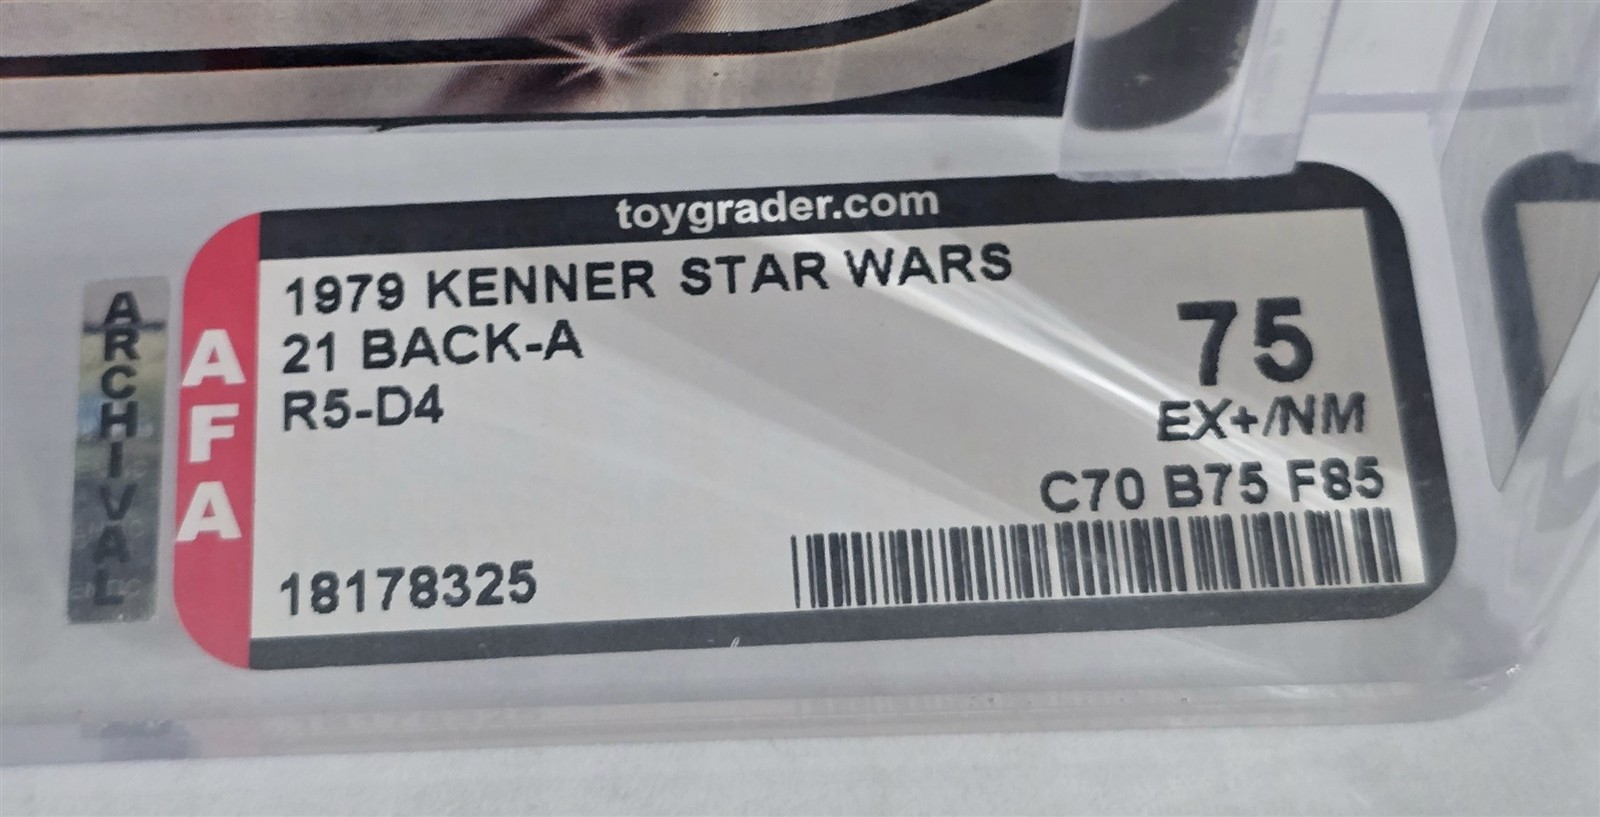 toygrader.com
ARCHIVAL
AFA
1979 KENNER STAR WARS
21 BACK-A
R5-D4
75
EX+/NM
C70 B75 F85
18178325